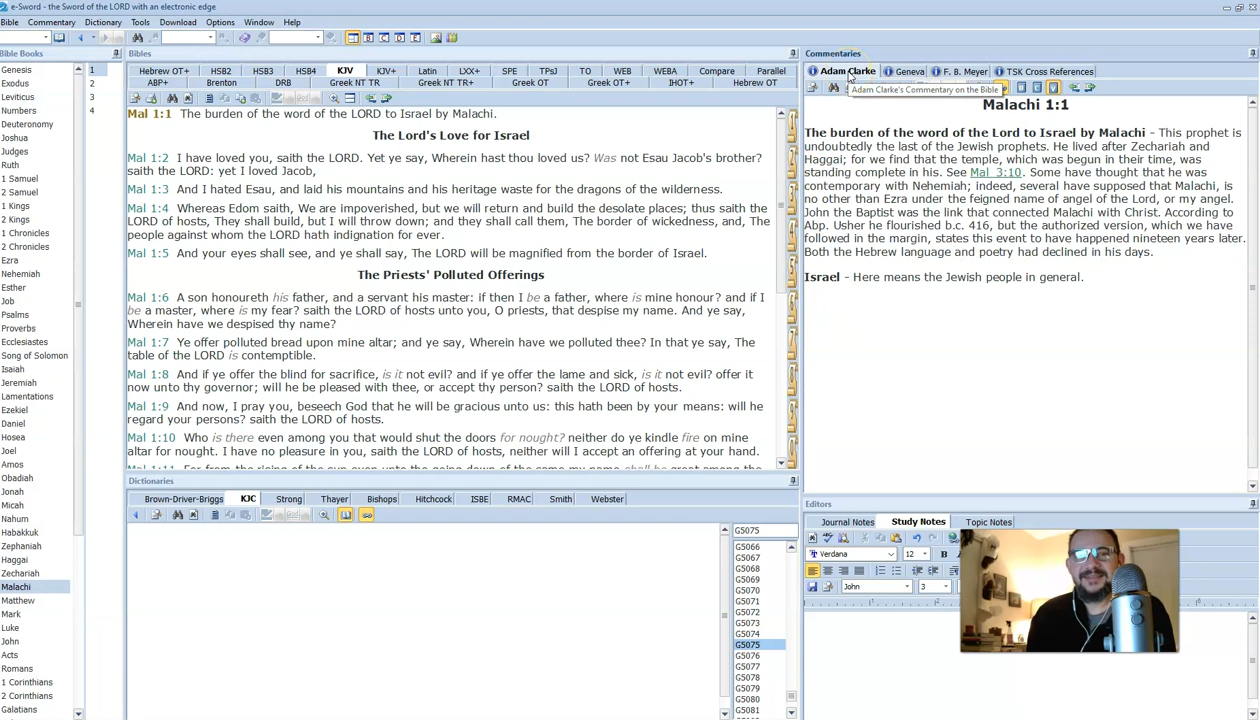 e-Sword - the Sword of the LORD with an electronic edge
Bible Commentary Dictionary Tools Download Options Window Help
B C D E
Bible Books
Genesis
Exodus
Leviticus
Numbers
Deuteronomy
Joshua
Judges
Ruth
1 Samuel
2 Samuel
1 Kings
2 Kings
1 Chronicles
2 Chronicles
Ezra
Nehemiah
Esther
Job
Psalms
Proverbs
Ecclesiastes
Song of Solomon
Isaiah
Jeremiah
Lamentations
Ezekiel
Daniel
Hosea
Joel
Amos
Obadiah
Jonah
Micah
Nahum
Habakkuk
Zephaniah
Haggai
Zechariah
Malachi
Matthew
Mark
Luke
John
Acts
Romans
1 Corinthians
2 Corinthians
Galatians
1
2
3
4
Bibles
Hebrew OT+ HSB2 HSB3 HSB4 KJV KJV+ Latin LXX+ SPE TPsJ TO WEB WEBA Compare Parallel
ABP+ Brenton DRB Greek NT TR Greek NT TR+ Greek OT Greek OT+ IHOT+ Hebrew OT
Mal 1:1 The burden of the word of the LORD to Israel by Malachi.
The Lord's Love for Israel
Mal 1:2 I have loved you, saith the LORD. Yet ye say, Wherein hast thou loved us? Was not Esau Jacob's brother?
saith the LORD: yet I loved Jacob,
Mal 1:3 And I hated Esau, and laid his mountains and his heritage waste for the dragons of the wilderness.
Mal 1:4 Whereas Edom saith, We are impoverished, but we will return and build the desolate places; thus saith the
LORD of hosts, They shall build, but I will throw down; and they shall call them, The border of wickedness, and, The
people against whom the LORD hath indignation for ever.
Mal 1:5 And your eyes shall see, and ye shall say, The LORD will be magnified from the border of Israel.
The Priests' Polluted Offerings
Mal 1:6 A son honoureth his father, and a servant his master: if then I be a father, where is mine honour? and if I
be a master, where is my fear? saith the LORD of hosts unto you, O priests, that despise my name. And ye say,
Wherein have we despised thy name?
Mal 1:7 Ye offer polluted bread upon mine altar; and ye say, Wherein have we polluted thee? In that ye say, The
table of the LORD is contemptible.
Mal 1:8 And if ye offer the blind for sacrifice, is it not evil? and if ye offer the lame and sick, is it not evil? offer it
now unto thy governor; will he be pleased with thee, or accept thy person? saith the LORD of hosts.
Mal 1:9 And now, I pray you, beseech God that he will be gracious unto us: this hath been by your means: will he
regard your persons? saith the LORD of hosts.
Mal 1:10 Who is there even among you that would shut the doors for nought? neither do ye kindle fire on mine
altar for nought. I have no pleasure in you, saith the LORD of hosts, neither will I accept an offering at your hand.
Mal 1:11 For from the rising of the sun even unto the going down of the same my name shall be great among the
Dictionaries
Brown-Driver-Briggs KJC Strong Thayer Bishops Hitchcock ISBE RMAC Smith Webster
G5075
G5066
G5067
G5068
G5069
G5070
G5071
G5072
G5073
G5074
G5075
G5076
G5077
G5078
G5079
G5080
G5081
Commentaries
Adam Clarke Geneva F. B. Meyer TSK Cross References
Adam Clarke's Commentary on the Bible
Malachi 1:1
The burden of the word of the Lord to Israel by Malachi - This prophet is
undoubtedly the last of the Jewish prophets. He lived after Zechariah and
Haggai; for we find that the temple, which was begun in their time, was
standing complete in his. See Mal_3:10. Some have thought that he was
contemporary with Nehemiah; indeed, several have supposed that Malachi, is
no other than Ezra under the feigned name of angel of the Lord, or my angel.
John the Baptist was the link that connected Malachi with Christ. According to
Abp. Usher he flourished b.c. 416, but the authorized version, which we have
followed in the margin, states this event to have happened nineteen years later.
Both the Hebrew language and poetry had declined in his days.
Israel - Here means the Jewish people in general.
Editors
Journal Notes Study Notes Topic Notes
Verdana 12 B
John 3